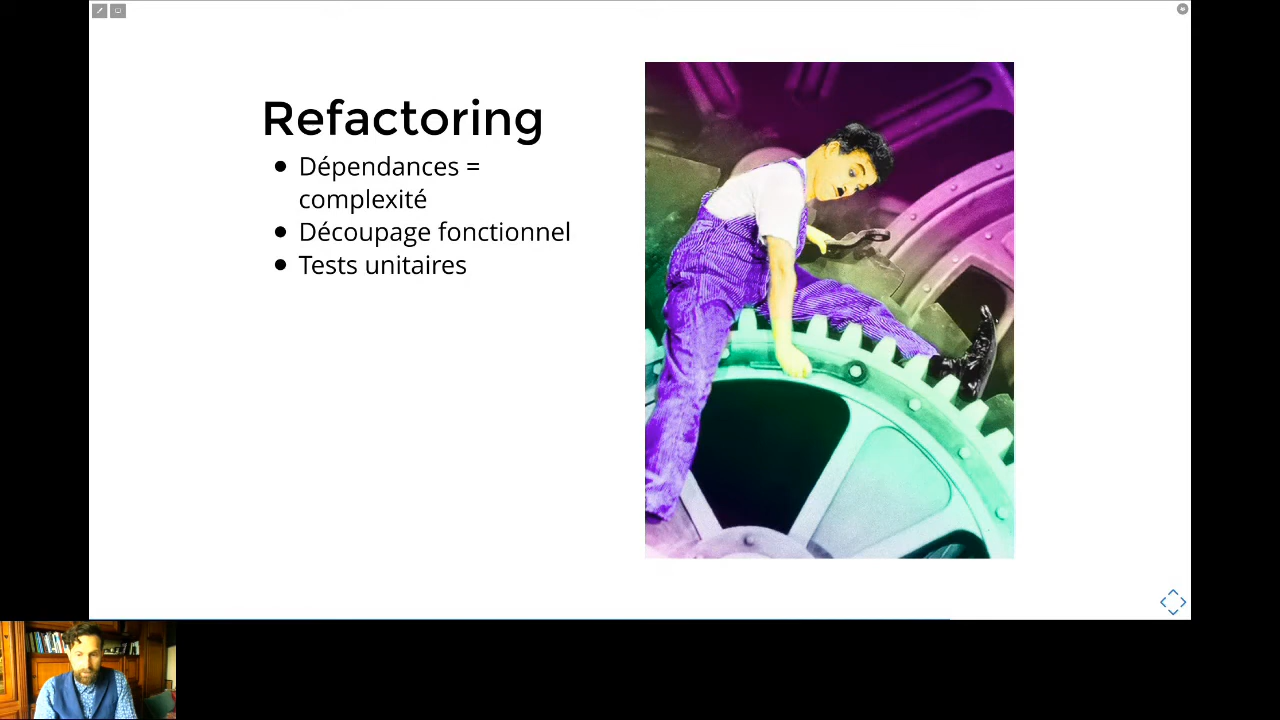 Refactoring
Dépendances =
complexité
Découpage fonctionnel
Tests unitaires